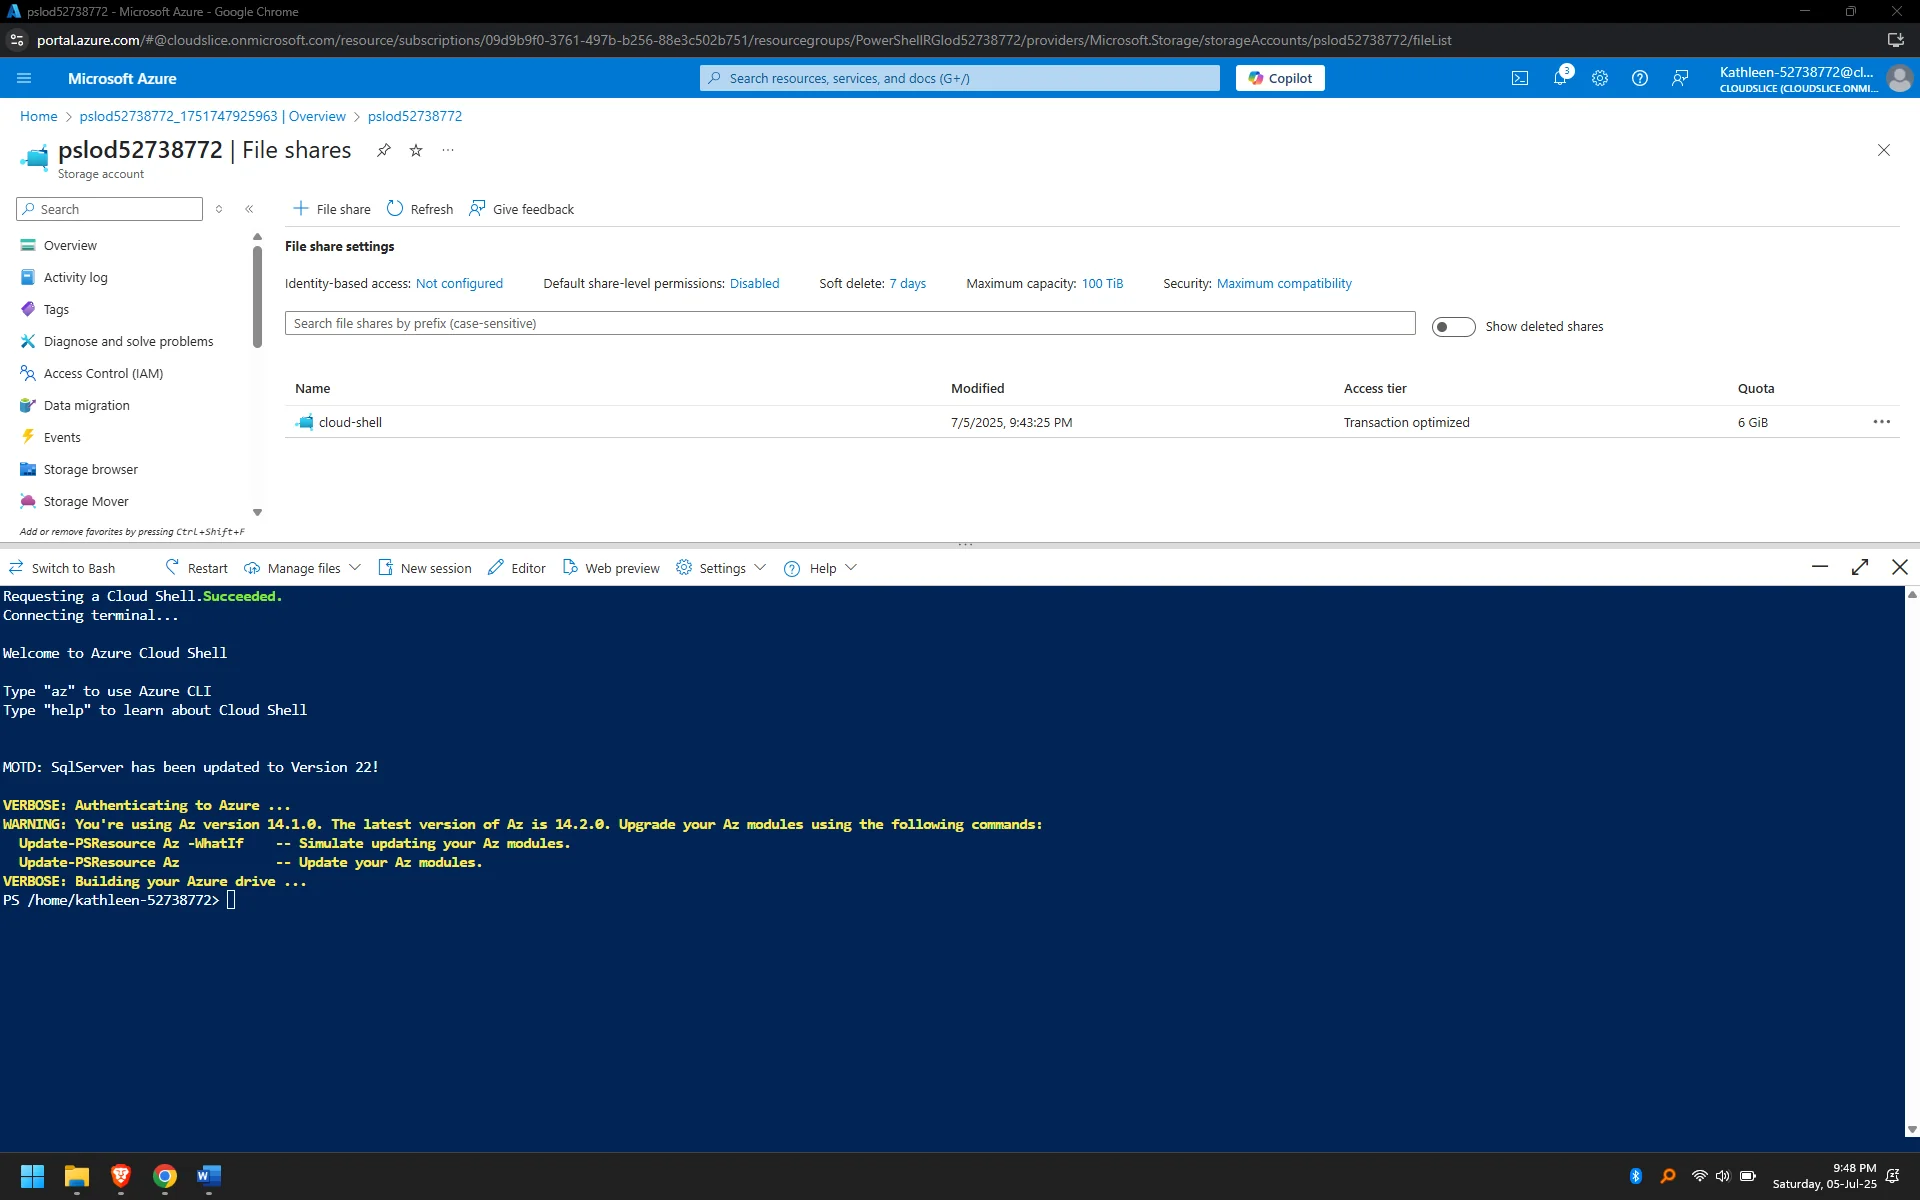 pslod52738772 - Microsoft Azure - Google Chrome
portal.azure.com/#@cloudslice.onmicrosoft.com/resource/subscriptions/09d9b9f0-3761-497b-b256-88e3c502b751/resourcegroups/PowerShellRGlod52738772/providers/Microsoft.Storage/storageAccounts/pslod52738772/fileList
Microsoft Azure
Search resources, services, and docs (G+/)
Copilot
3
Kathleen-52738772@cl...
CLOUDSLICE (CLOUDSLICE.ONMI...
Home > pslod52738772_1751747925963 | Overview > pslod52738772
pslod52738772 | File shares
Storage account
Search
File share
Refresh
Give feedback
Overview
Activity log
Tags
Diagnose and solve problems
Access Control (IAM)
Data migration
Events
Storage browser
Storage Mover
Add or remove favorites by pressing Ctrl+Shift+F
File share settings
Identity-based access: Not configured
Default share-level permissions: Disabled
Soft delete: 7 days
Maximum capacity: 100 TiB
Security: Maximum compatibility
Search file shares by prefix (case-sensitive)
Show deleted shares
Name Modified Access tier Quota
cloud-shell 7/5/2025, 9:43:25 PM Transaction optimized 6 GiB
Switch to Bash
Restart
Manage files
New session
Editor
Web preview
Settings
Help
Requesting a Cloud Shell.Succeeded.
Connecting terminal...
Welcome to Azure Cloud Shell
Type "az" to use Azure CLI
Type "help" to learn about Cloud Shell
MOTD: SqlServer has been updated to Version 22!
VERBOSE: Authenticating to Azure ...
WARNING: You're using Az version 14.1.0. The latest version of Az is 14.2.0. Upgrade your Az modules using the following commands:
Update-PSResource Az -WhatIf -- Simulate updating your Az modules.
Update-PSResource Az -- Update your Az modules.
VERBOSE: Building your Azure drive ...
PS /home/kathleen-52738772>
9:48 PM
Saturday, 05-Jul-25